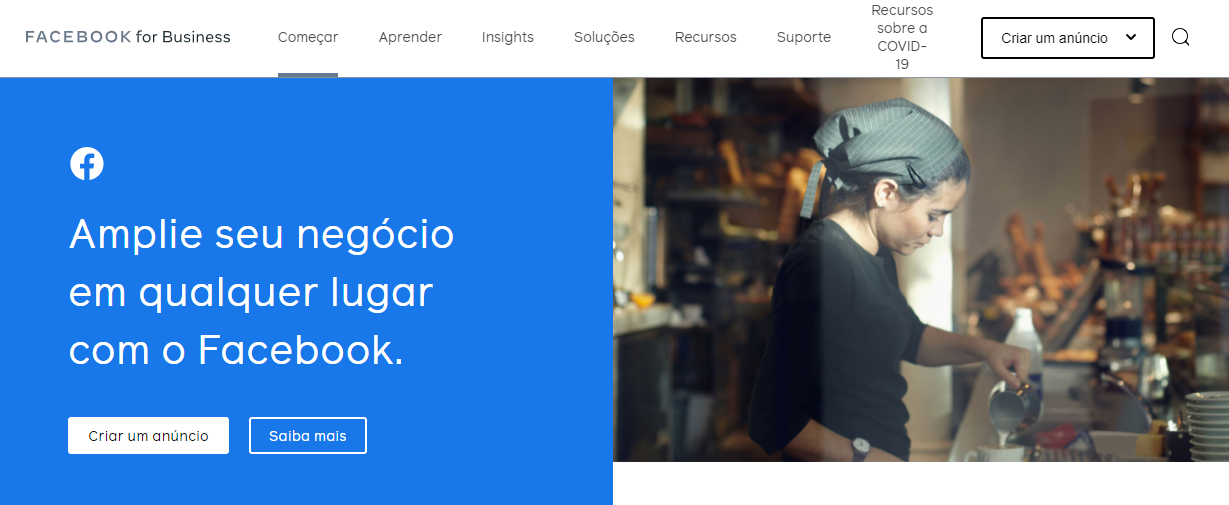 FACEBOOK for Business
Começar
Aprender
Insights
Soluções
Recursos
Suporte
Recursos
sobre a
COVID-
19
Criar um anúncio
Amplie seu negócio
em qualquer lugar
com o Facebook.
Criar um anúncio
Saiba mais